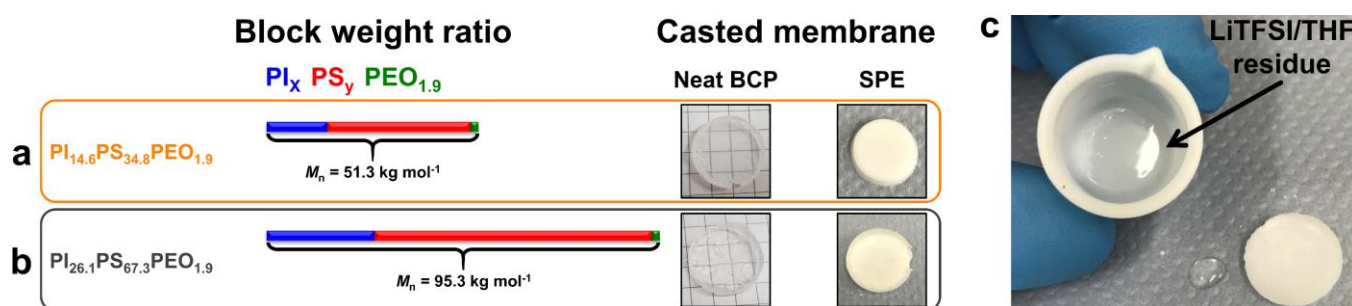 Block weight ratio
Casted membrane
PIₓ PSᵧ PEO₁.₉
Neat BCP
SPE
a
PI₁₄.₆PS₃₄.₈PEO₁.₉
Mₙ = 51.3 kg mol⁻¹
b
PI₂₆.₁PS₆₇.₃PEO₁.₉
Mₙ = 95.3 kg mol⁻¹
c
LiTFSI/THF
residue